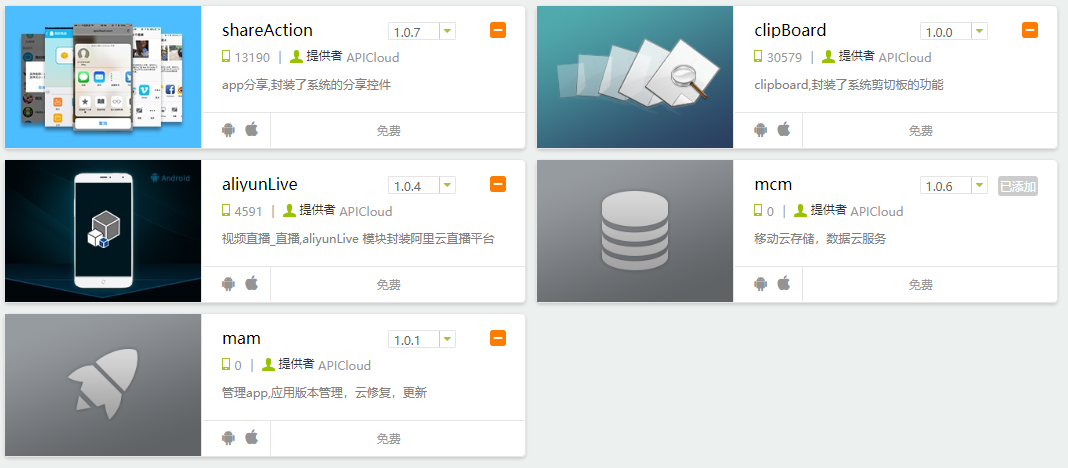 shareAction 1.0.7
13190 | 提供者 APICloud
app分享,封装了系统的分享控件
免费
clipBoard 1.0.0
30579 | 提供者 APICloud
clipboard,封装了系统剪切板的功能
免费
Android
aliyunLive 1.0.4
4591 | 提供者 APICloud
视频直播_直播,aliyunLive 模块封装阿里云直播平台
免费
mcm 1.0.6 已添加
0 | 提供者 APICloud
移动云存储，数据云服务
免费
mam 1.0.1
0 | 提供者 APICloud
管理app,应用版本管理，云修复，更新
免费